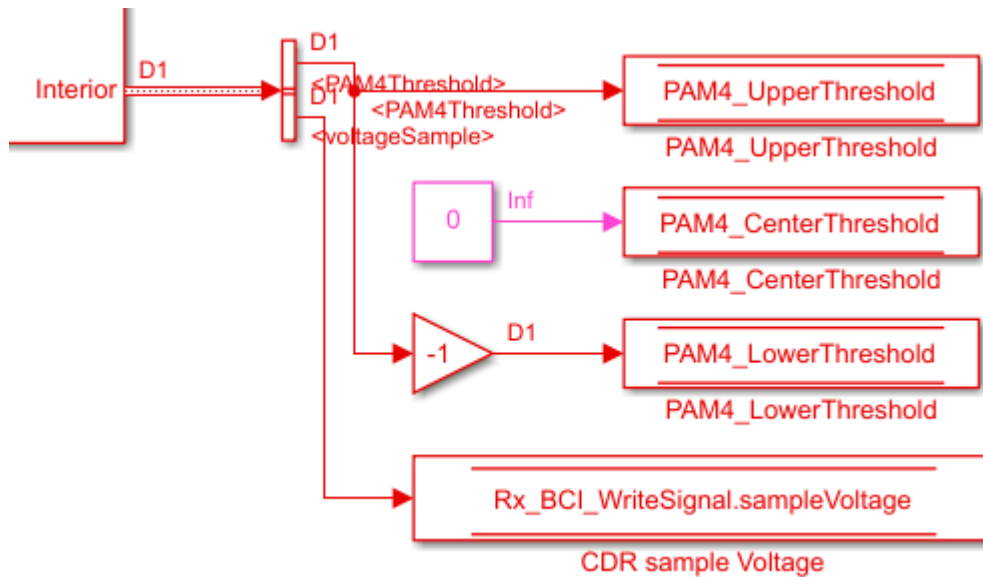 D1
D1
Interior
<PAM4Threshold>
D1
<PAM4Threshold>
<voltageSample>
PAM4_UpperThreshold
PAM4_UpperThreshold
0
Inf
PAM4_CenterThreshold
PAM4_CenterThreshold
-1
D1
PAM4_LowerThreshold
PAM4_LowerThreshold
Rx_BCI_WriteSignal.sampleVoltage
CDR sample Voltage